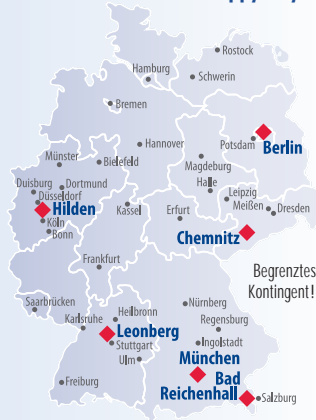 Rostock
Hamburg
Schwerin
Bremen
Hannover
Potsdam
Berlin
Münster
Bielefeld
Magdeburg
Duisburg
Dortmund
Halle
Düsseldorf
Leipzig
Hilden
Kassel
Erfurt
Meißen
Dresden
Köln
Bonn
Chemnitz
Frankfurt
Begrenztes
Kontingent!
Saarbrücken
Nürnberg
Heilbronn
Karlsruhe
Regensburg
Leonberg
Stuttgart
Ingolstadt
Ulm
München
Freiburg
Bad
Reichenhall
Salzburg